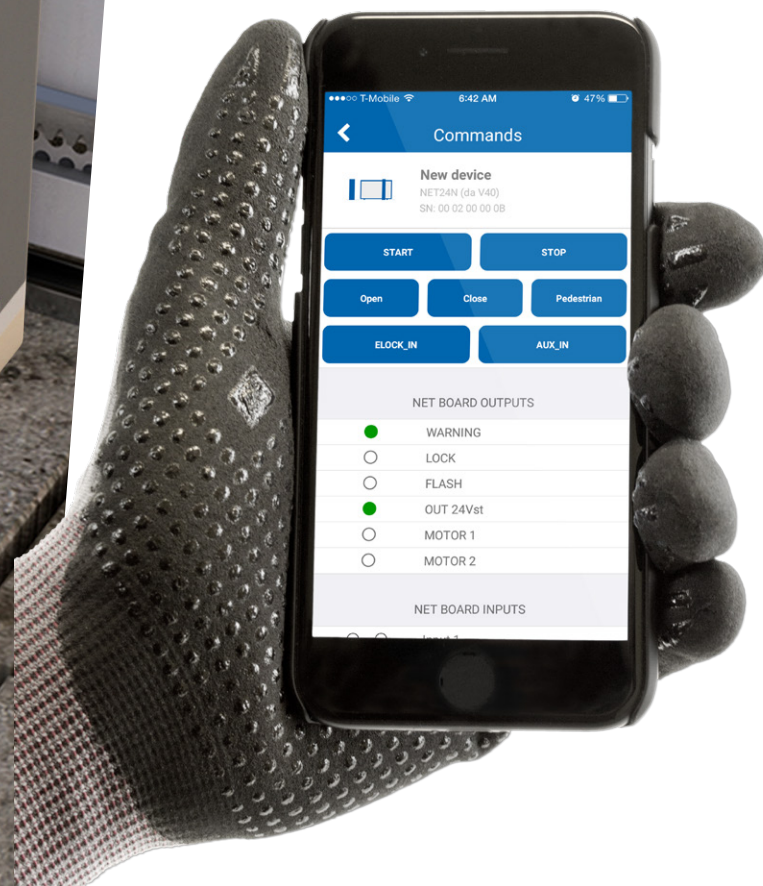 T-Mobile 6:42 AM 47%
Commands
New device
NET24N (da V40)
SN: 00 02 00 00 0B
START STOP
Open Close Pedestrian
ELOCK_IN AUX_IN
NET BOARD OUTPUTS
WARNING
LOCK
FLASH
OUT 24Vst
MOTOR 1
MOTOR 2
NET BOARD INPUTS
Input 1